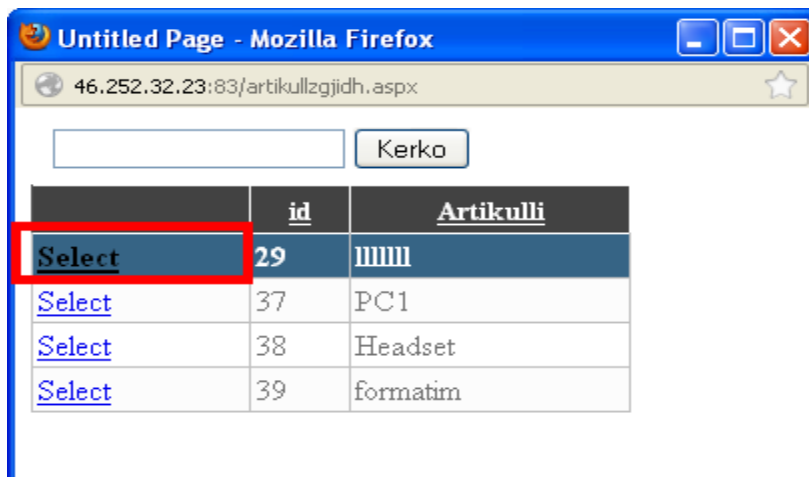 Untitled Page - Mozilla Firefox
46.252.32.23:83/artikullzgjidh.aspx
Kerko
id Artikulli
Select 29 lllllll
Select 37 PC1
Select 38 Headset
Select 39 formatim